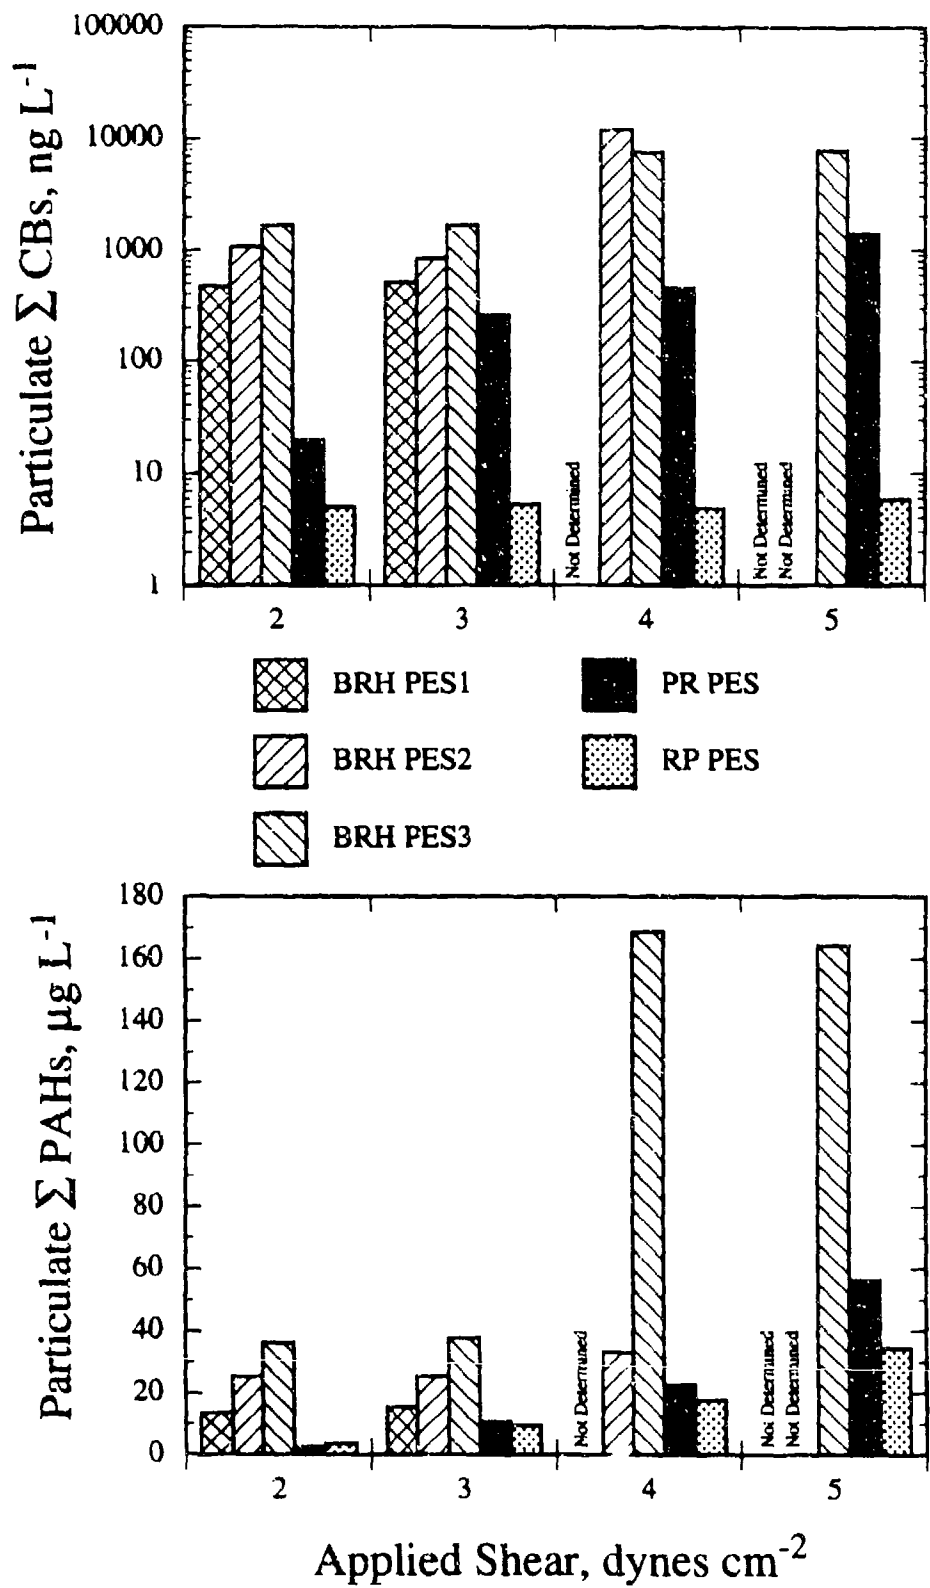 Particulate Σ CBs, ng L-1
100000
10000
1000
100
10
1
Not Determined
Not Determined
Not Determined
2 3 4 5
BRH PES1 PR PES
BRH PES2 RP PES
BRH PES3
Particulate Σ PAHs, µg L-1
180
160
140
120
100
80
60
40
20
0
Not Determined
Not Determined
Not Determined
2 3 4 5
Applied Shear, dynes cm-2